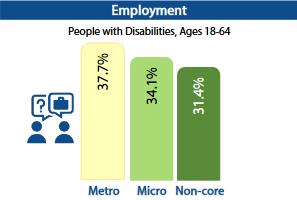 Employment
People with Disabilities, Ages 18-64
?
37.7%
34.1%
31.4%
Metro Micro Non-core